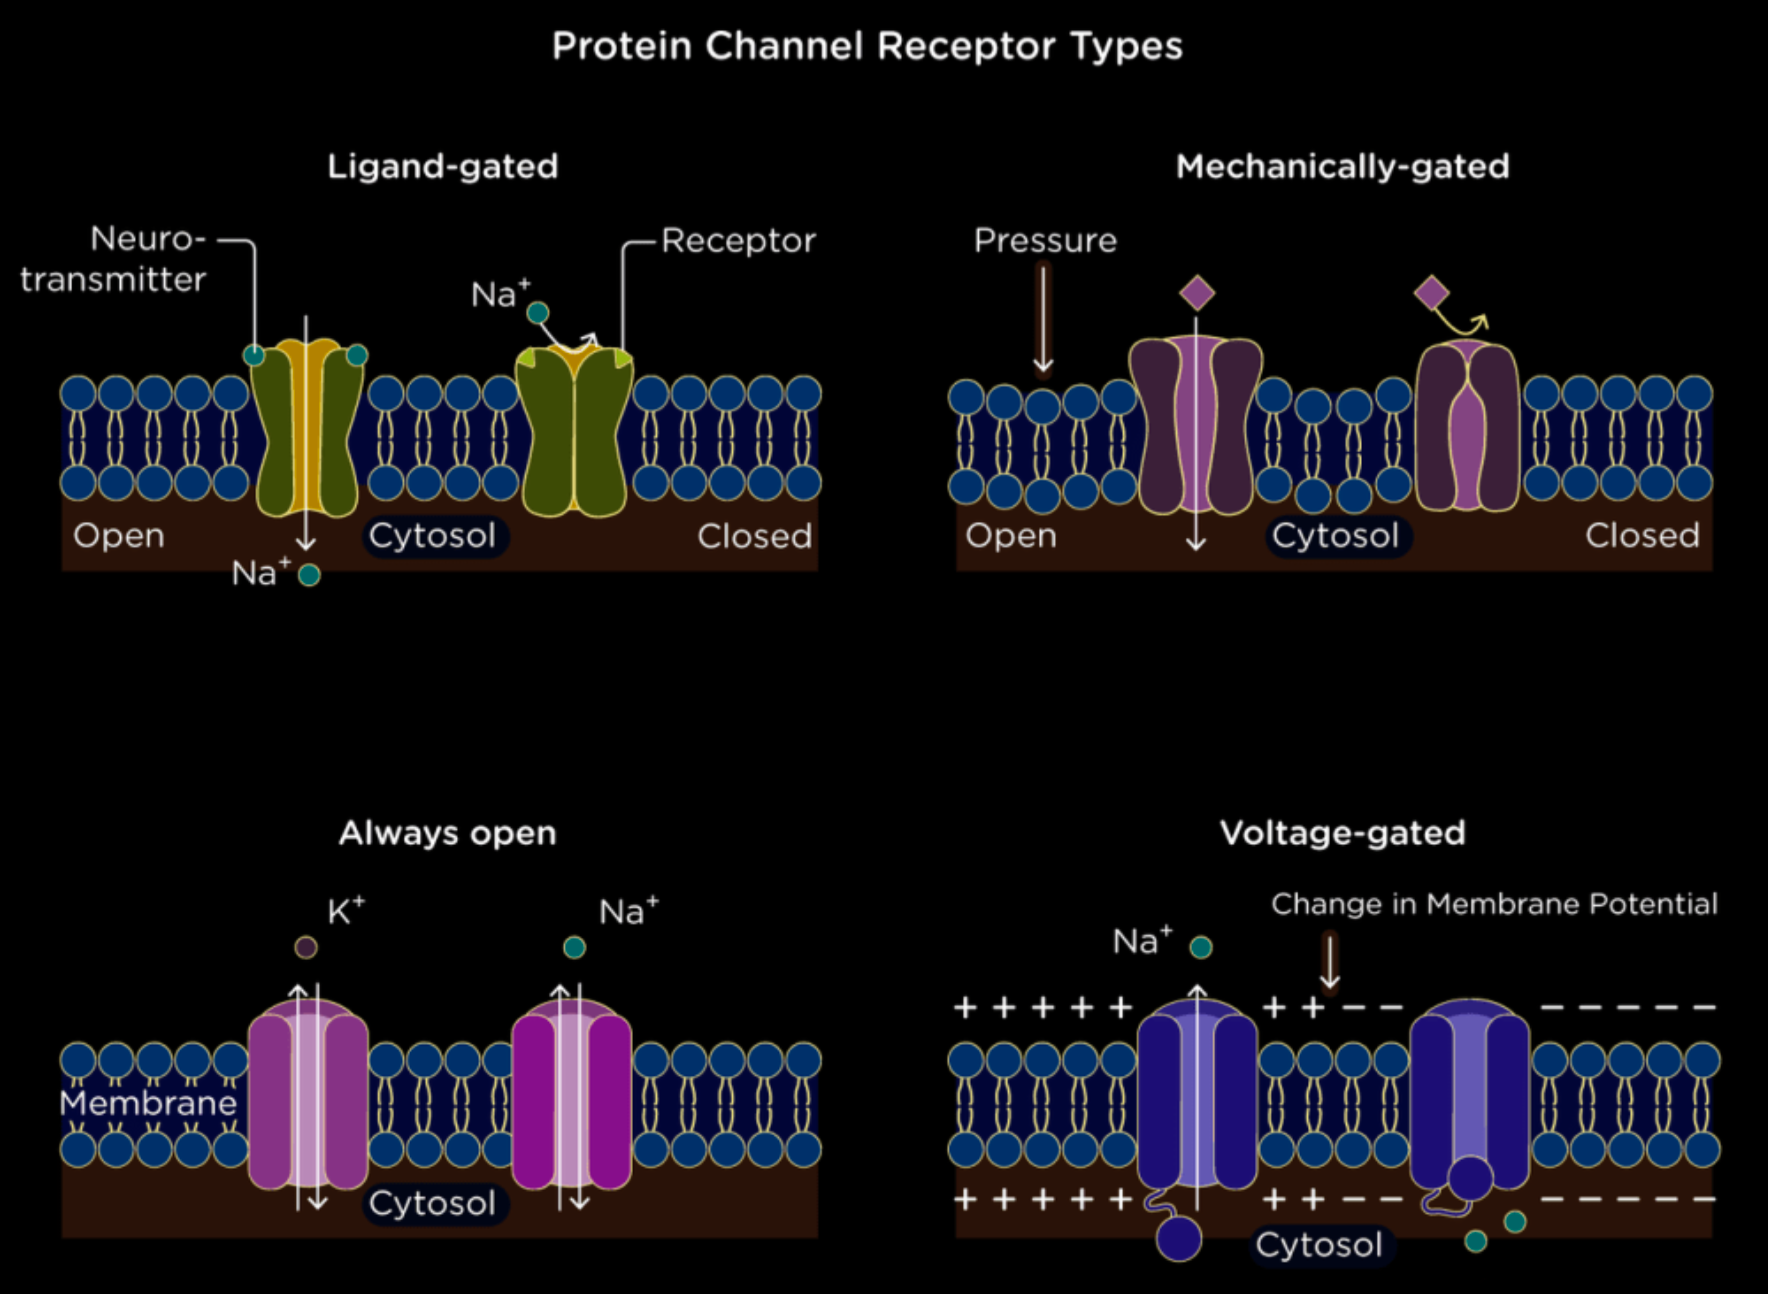 Protein Channel Receptor Types
Ligand-gated
Neuro-
transmitter
Na⁺
Receptor
Open
Cytosol
Closed
Na⁺
Mechanically-gated
Pressure
Open
Cytosol
Closed
Always open
K⁺
Na⁺
Membrane
Cytosol
Voltage-gated
Change in Membrane Potential
Na⁺
+ + + + + + + − − − − − − −
+ + + + + + + − − − − − − −
Cytosol